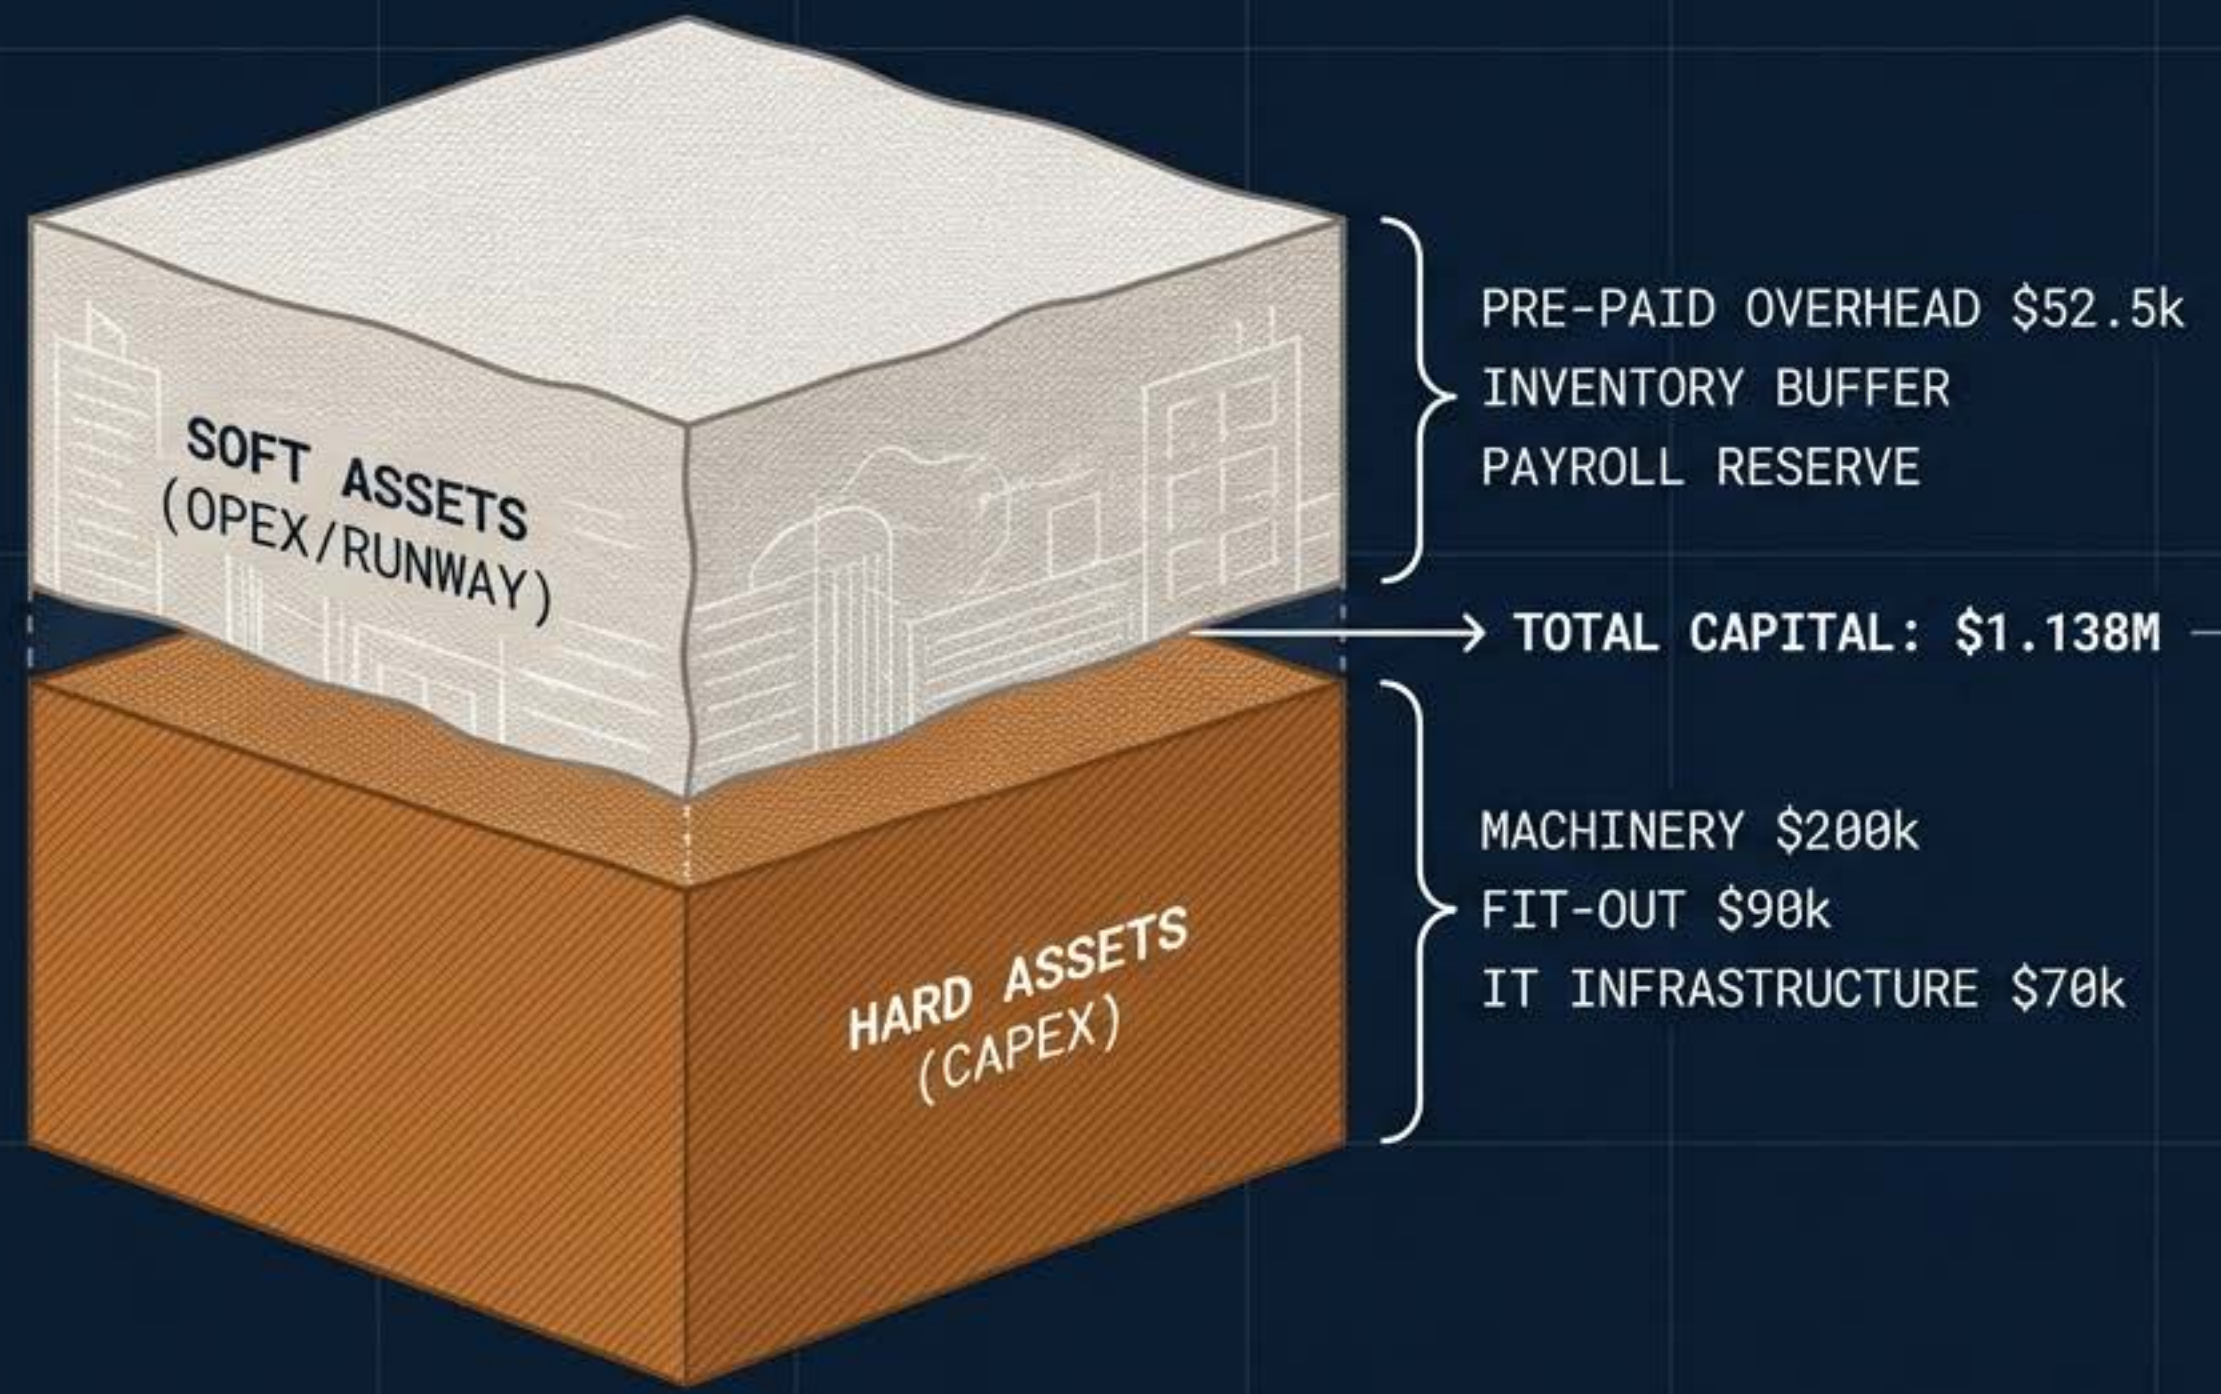 SOFT ASSETS
(OPEX/RUNWAY)
PRE-PAID OVERHEAD $52.5k
INVENTORY BUFFER
PAYROLL RESERVE
TOTAL CAPITAL: $1.138M
HARD ASSETS
(CAPEX)
MACHINERY $200k
FIT-OUT $90k
IT INFRASTRUCTURE $70k